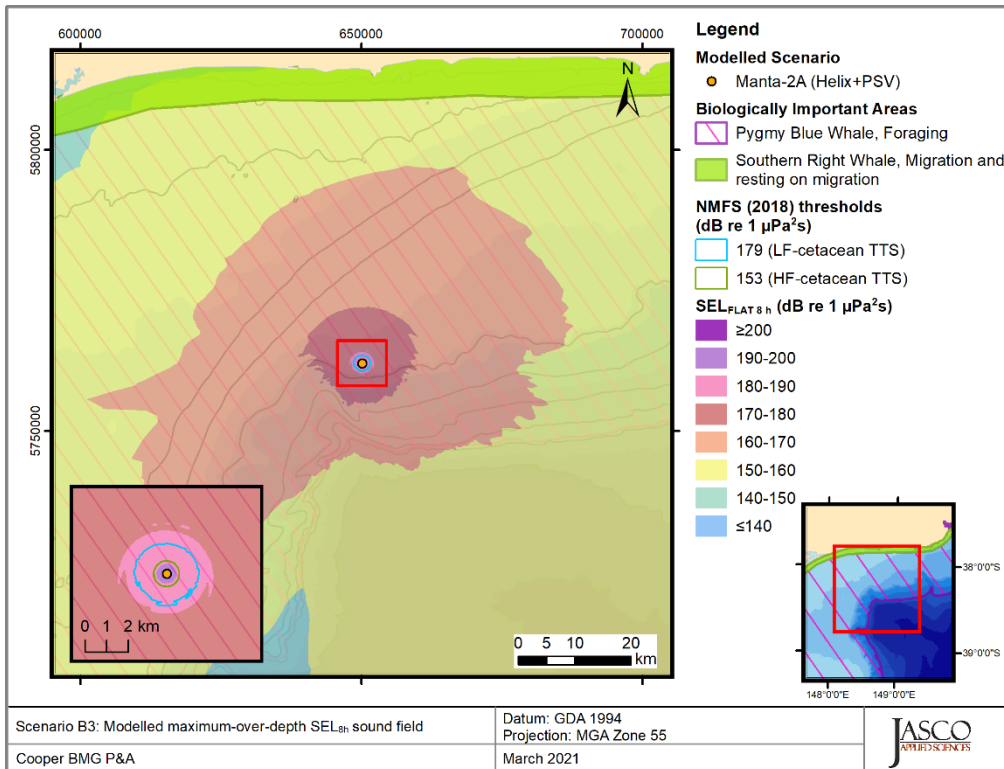 600000
650000
700000
5800000
5750000
N
0 1 2 km
0 5 10 20
km
Legend
Modelled Scenario
Manta-2A (Helix+PSV)
Biologically Important Areas
Pygmy Blue Whale, Foraging
Southern Right Whale, Migration and
resting on migration
NMFS (2018) thresholds
(dB re 1 µPa²s)
179 (LF-cetacean TTS)
153 (HF-cetacean TTS)
SEL_FLAT 8 h (dB re 1 µPa²s)
≥200
190-200
180-190
170-180
160-170
150-160
140-150
≤140
38°0'0"S
39°0'0"S
148°0'0"E
149°0'0"E
Scenario B3: Modelled maximum-over-depth SEL8h sound field
Datum: GDA 1994
Projection: MGA Zone 55
Cooper BMG P&A
March 2021
JASCO
APPLIED SCIENCES